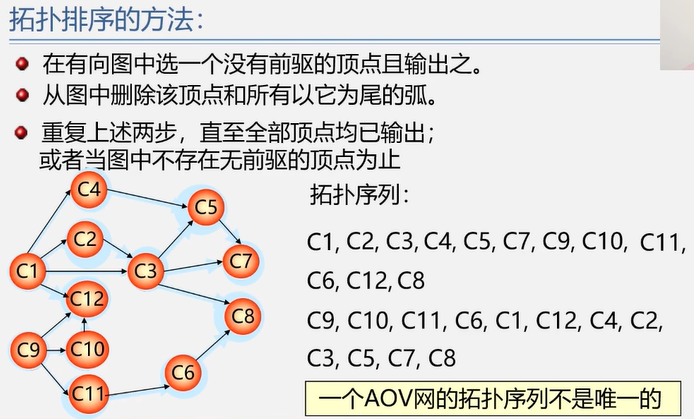 拓扑排序的方法：
在有向图中选一个没有前驱的顶点且输出之。
从图中删除该顶点和所有以它为尾的弧。
重复上述两步，直至全部顶点均已输出；
或者当图中不存在无前驱的顶点为止
C4
C5
C2
C7
C1
C3
C12
C8
C9
C10
C6
C11
拓扑序列：
C1, C2, C3, C4, C5, C7, C9, C10, C11,
C6, C12, C8
C9, C10, C11, C6, C1, C12, C4, C2,
C3, C5, C7, C8
一个AOV网的拓扑序列不是唯一的